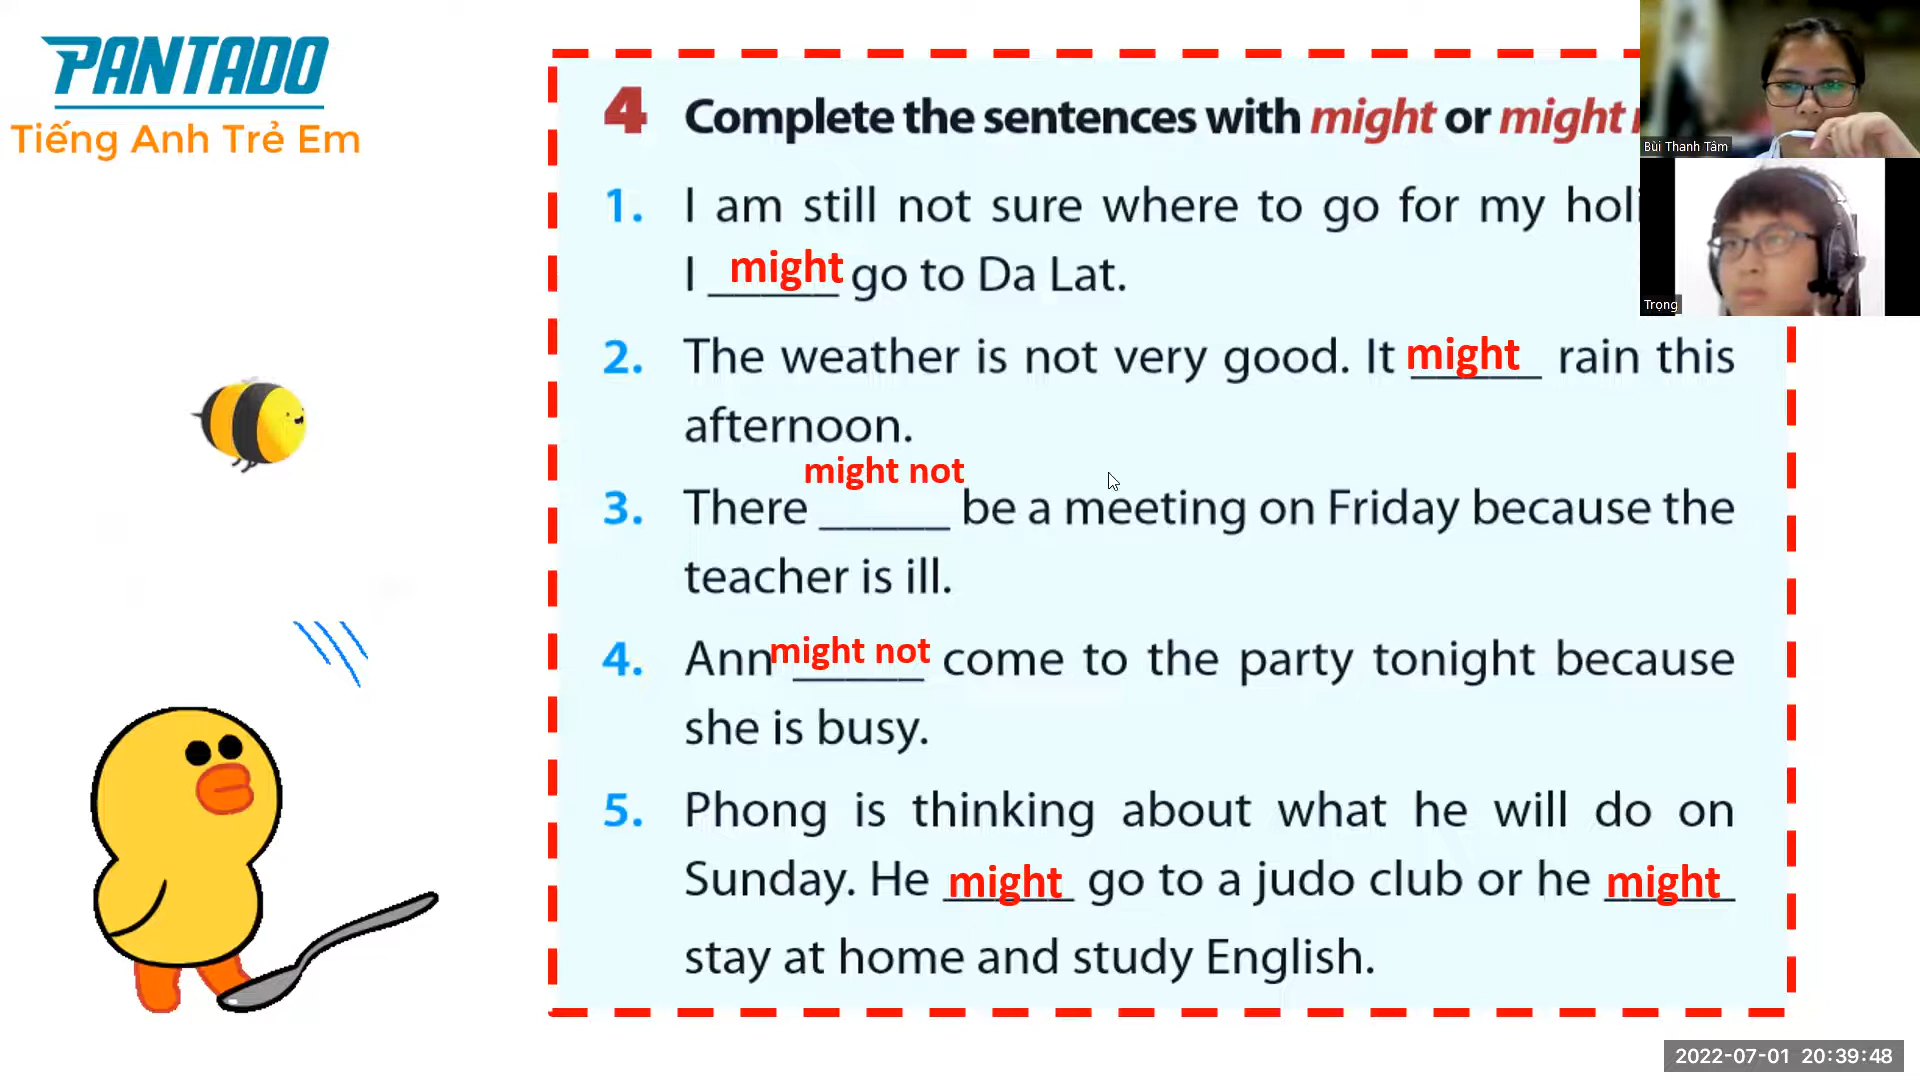 PANTADO
Tiếng Anh Trẻ Em
4 Complete the sentences with might or might
1. I am still not sure where to go for my
I might go to Da Lat.
2. The weather is not very good. It might rain this
afternoon.
might not
3. There _____ be a meeting on Friday because the
teacher is ill.
4. Ann might not come to the party tonight because
she is busy.
5. Phong is thinking about what he will do on
Sunday. He might go to a judo club or he might
stay at home and study English.
Bùi Thanh Tâm
Trọng
2022-07-01 20:39:48